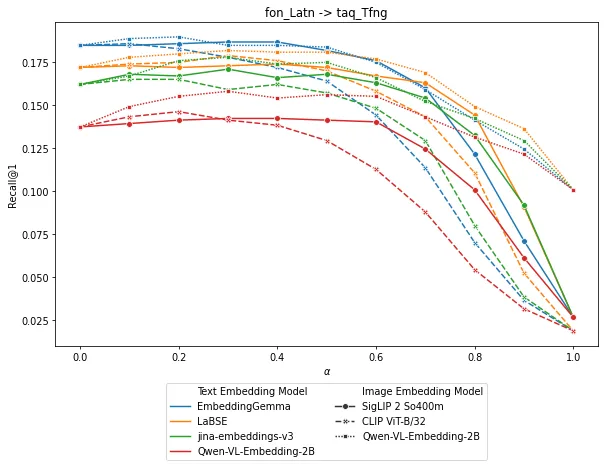 fon_Latn -> taq_Tfng
Recall@1
0.175
0.150
0.125
0.100
0.075
0.050
0.025
0.0
0.2
0.4
0.6
0.8
1.0
α
Text Embedding Model
EmbeddingGemma
LaBSE
jina-embeddings-v3
Qwen-VL-Embedding-2B
Image Embedding Model
SigLIP 2 So400m
CLIP ViT-B/32
Qwen-VL-Embedding-2B